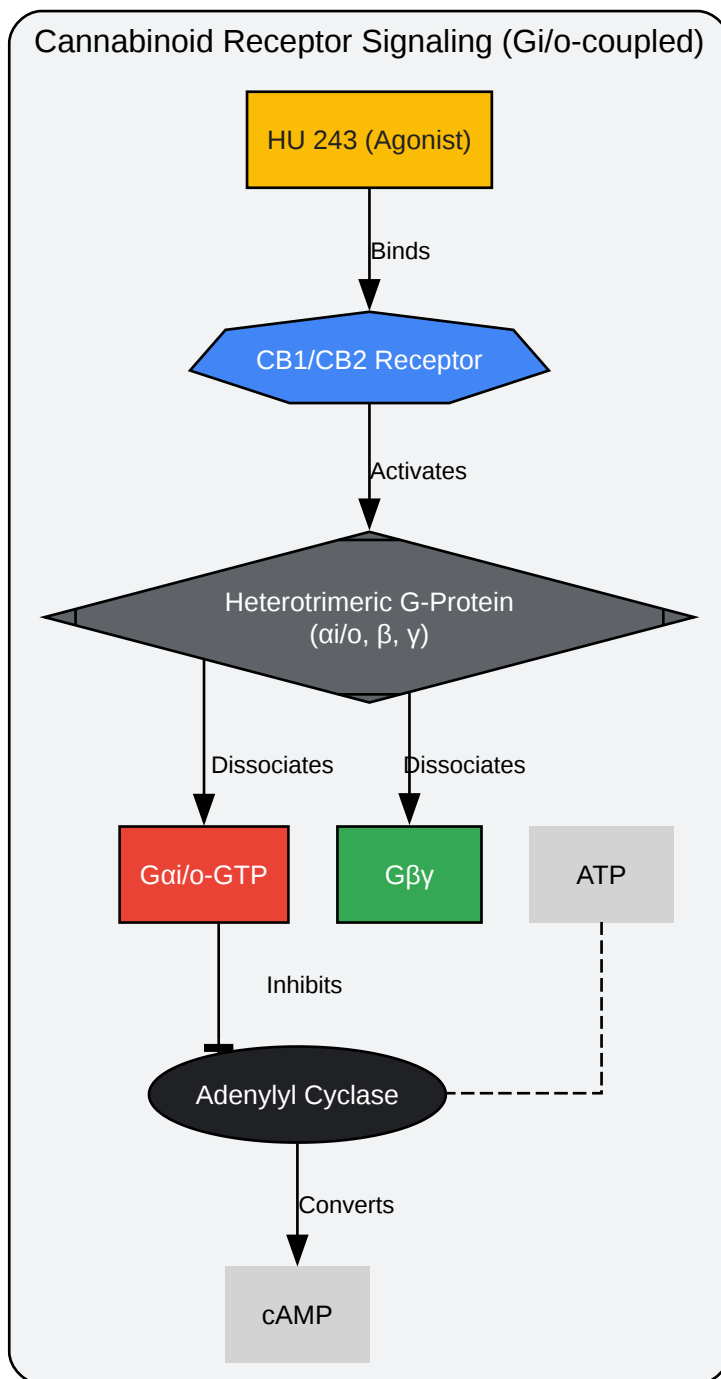 Cannabinoid Receptor Signaling (Gi/o-coupled)
HU 243 (Agonist)
Binds
CB1/CB2 Receptor
Activates
Heterotrimeric G-Protein
(αi/o, β, γ)
Dissociates
Dissociates
Gαi/o-GTP
Gβγ
ATP
Inhibits
Adenylyl Cyclase
Converts
cAMP